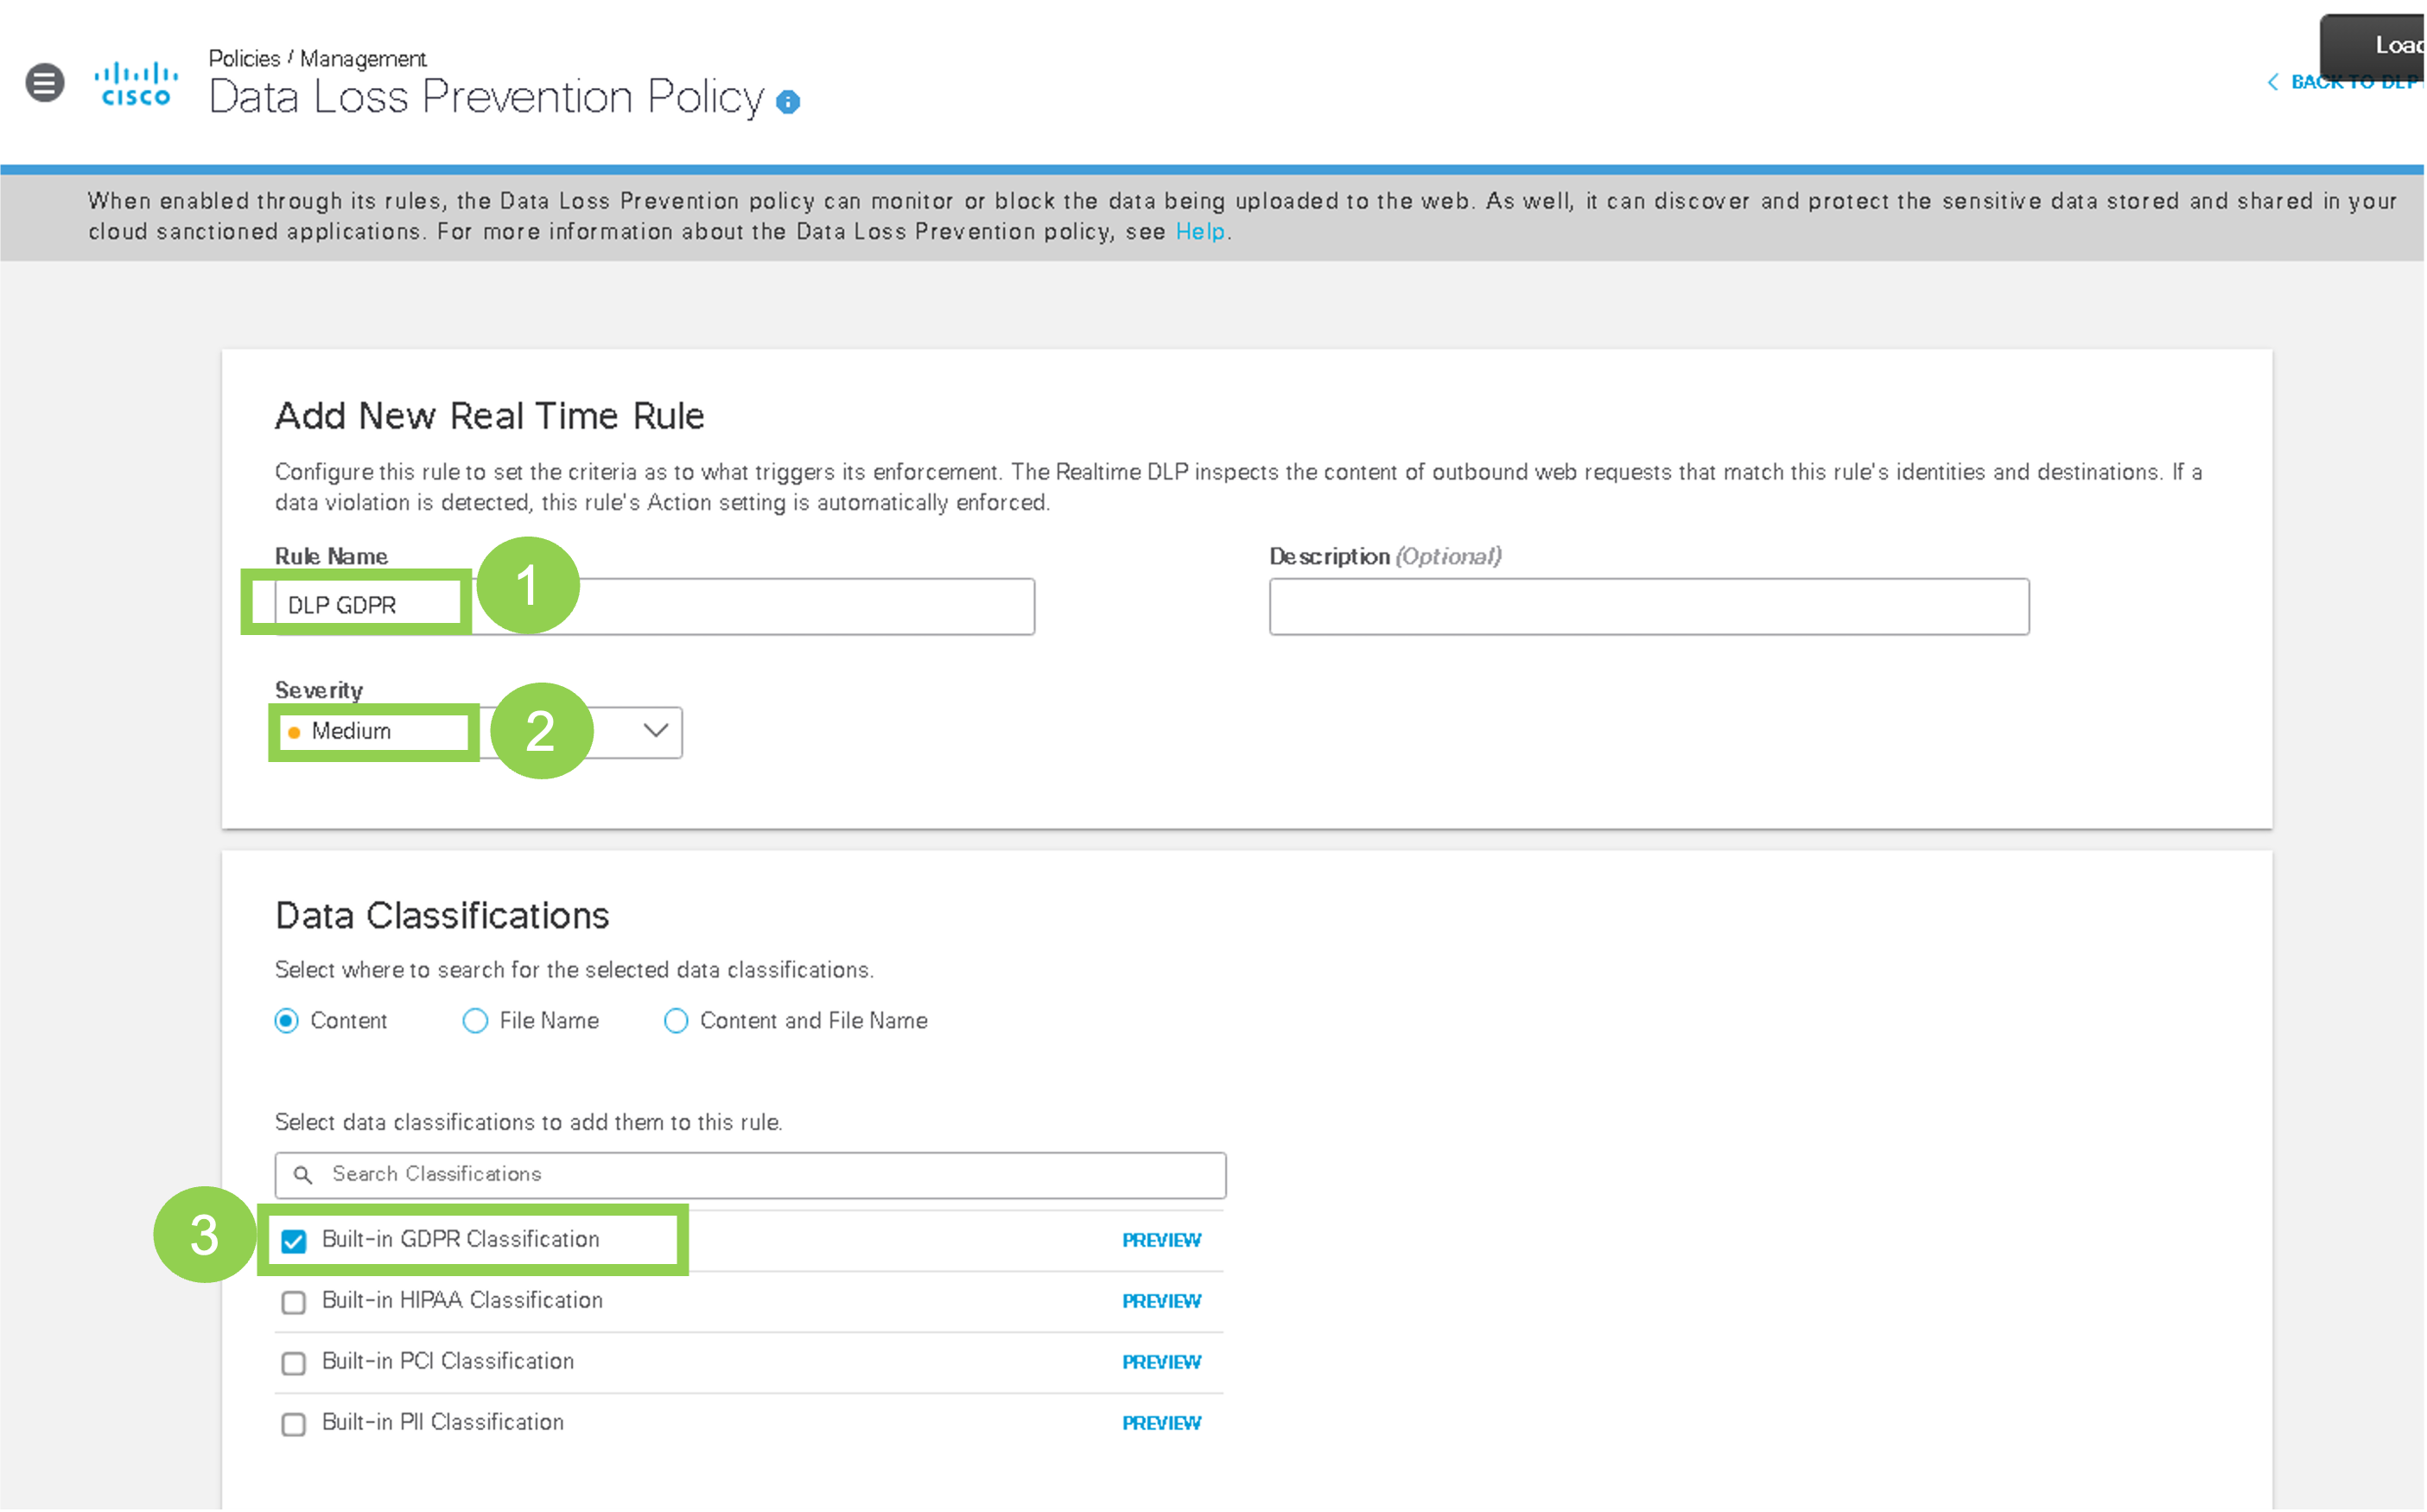 Policies / Management
cisco
Data Loss Prevention Policy
BACK TO DLP
When enabled through its rules, the Data Loss Prevention policy can monitor or block the data being uploaded to the web. As well, it can discover and protect the sensitive data stored and shared in your
cloud sanctioned applications. For more information about the Data Loss Prevention policy, see Help.
Add New Real Time Rule
Configure this rule to set the criteria as to what triggers its enforcement. The Realtime DLP inspects the content of outbound web requests that match this rule's identities and destinations. If a
data violation is detected, this rule's Action setting is automatically enforced.
Rule Name
Description (Optional)
DLP GDPR
1
Severity
Medium
2
Data Classifications
Select where to search for the selected data classifications.
Content File Name Content and File Name
Select data classifications to add them to this rule.
Search Classifications
3
Built-in GDPR Classification PREVIEW
Built-in HIPAA Classification PREVIEW
Built-in PCI Classification PREVIEW
Built-in PII Classification PREVIEW